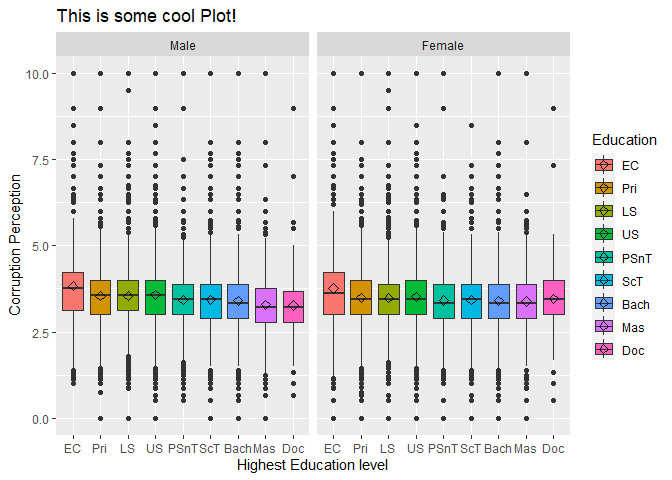 This is some cool Plot!
Male Female
Corruption Perception
10.0
7.5
5.0
2.5
0.0
EC Pri LS US PSnT ScT Bach Mas Doc EC Pri LS US PSnT ScT Bach Mas Doc
Highest Education level
Education
EC
Pri
LS
US
PSnT
ScT
Bach
Mas
Doc